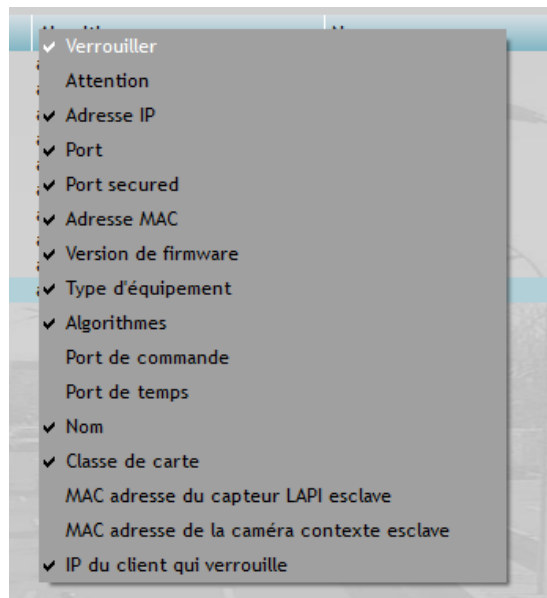 Verrouiller
Attention
Adresse IP
Port
Port secured
Adresse MAC
Version de firmware
Type d'équipement
Algorithmes
Port de commande
Port de temps
Nom
Classe de carte
MAC adresse du capteur LAPI esclave
MAC adresse de la caméra contexte esclave
IP du client qui verrouille